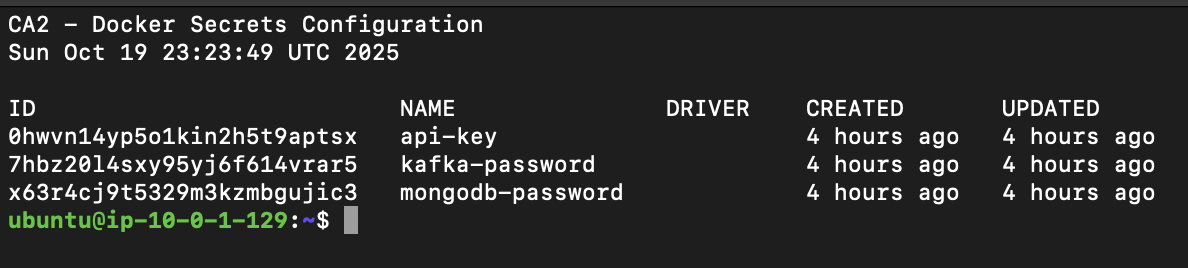 CA2 - Docker Secrets Configuration
Sun Oct 19 23:23:49 UTC 2025
ID NAME DRIVER CREATED UPDATED
0hwvn14yp5o1kin2h5t9aptsx api-key 4 hours ago 4 hours ago
7hbz20l4sxy95yj6f614vrar5 kafka-password 4 hours ago 4 hours ago
x63r4cj9t5329m3kzmbgujic3 mongodb-password 4 hours ago 4 hours ago
ubuntu@ip-10-0-1-129:~$